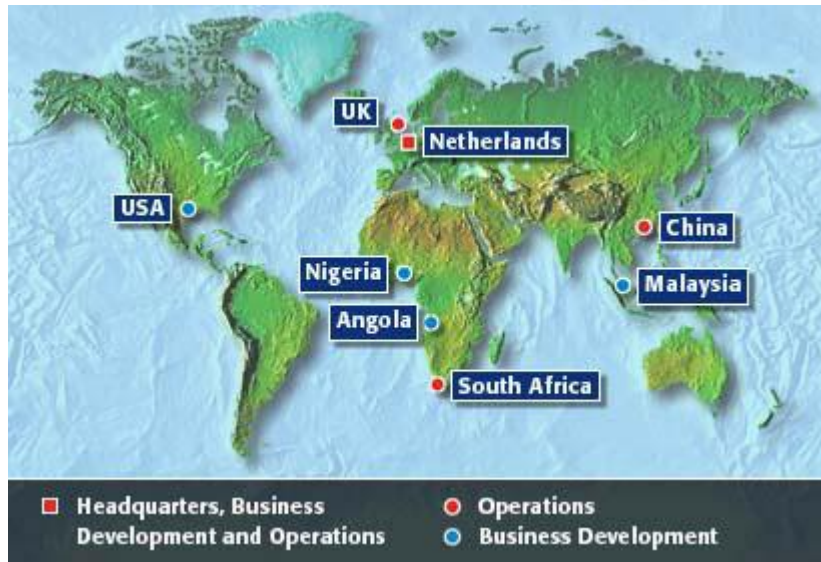 UK
Netherlands
USA
China
Nigeria
Malaysia
Angola
South Africa
Headquarters, Business
Development and Operations
Operations
Business Development